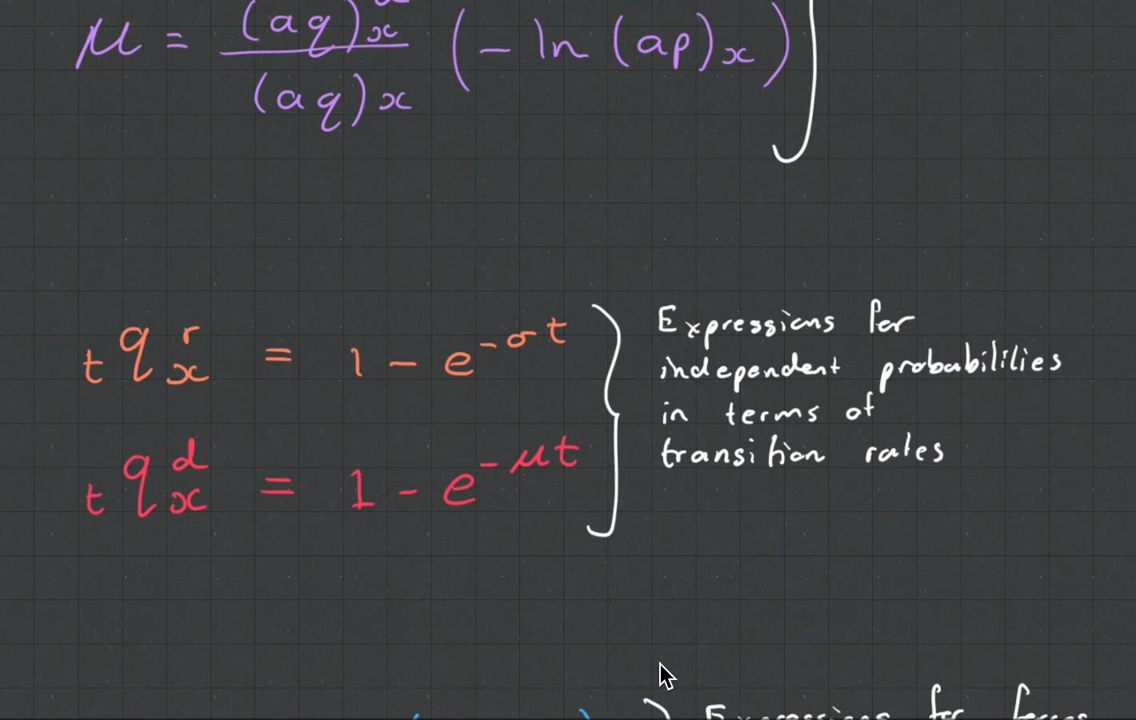 μ = (aq)x / (aq)x (− ln (ap)x)
t q r x = 1 − e^−σt
t q d x = 1 − e^−μt
Expressions for
independent probabilities
in terms of
transition rates
Expressions for forces